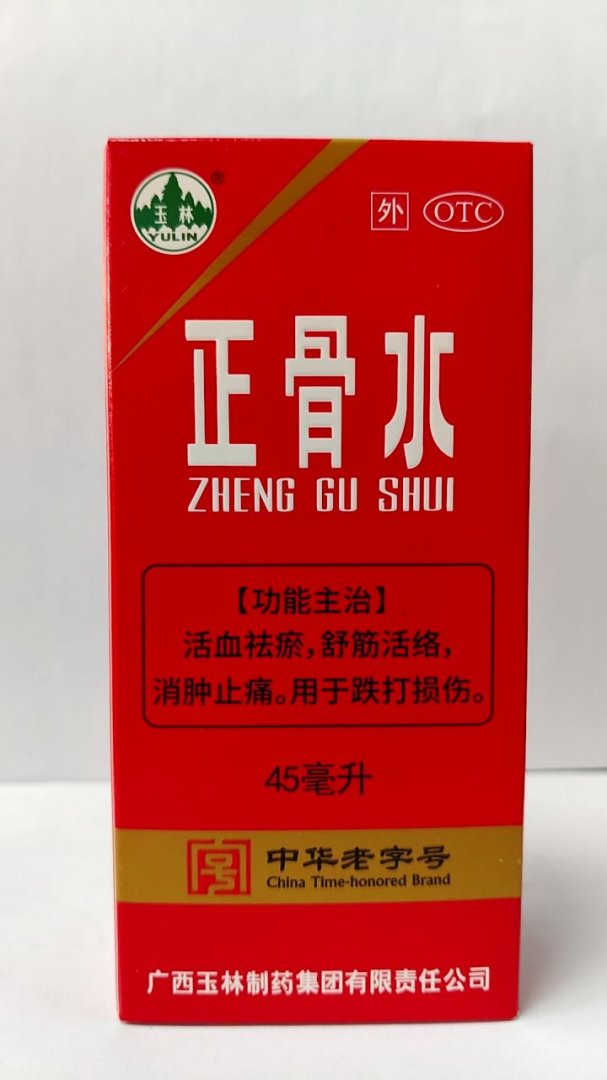 玉林
YULIN
®
外 OTC
正骨水
ZHENG GU SHUI
【功能主治】
活血祛瘀，舒筋活络，
消肿止痛。用于跌打损伤。
45毫升
中华老字号
China Time-honored Brand
广西玉林制药集团有限责任公司